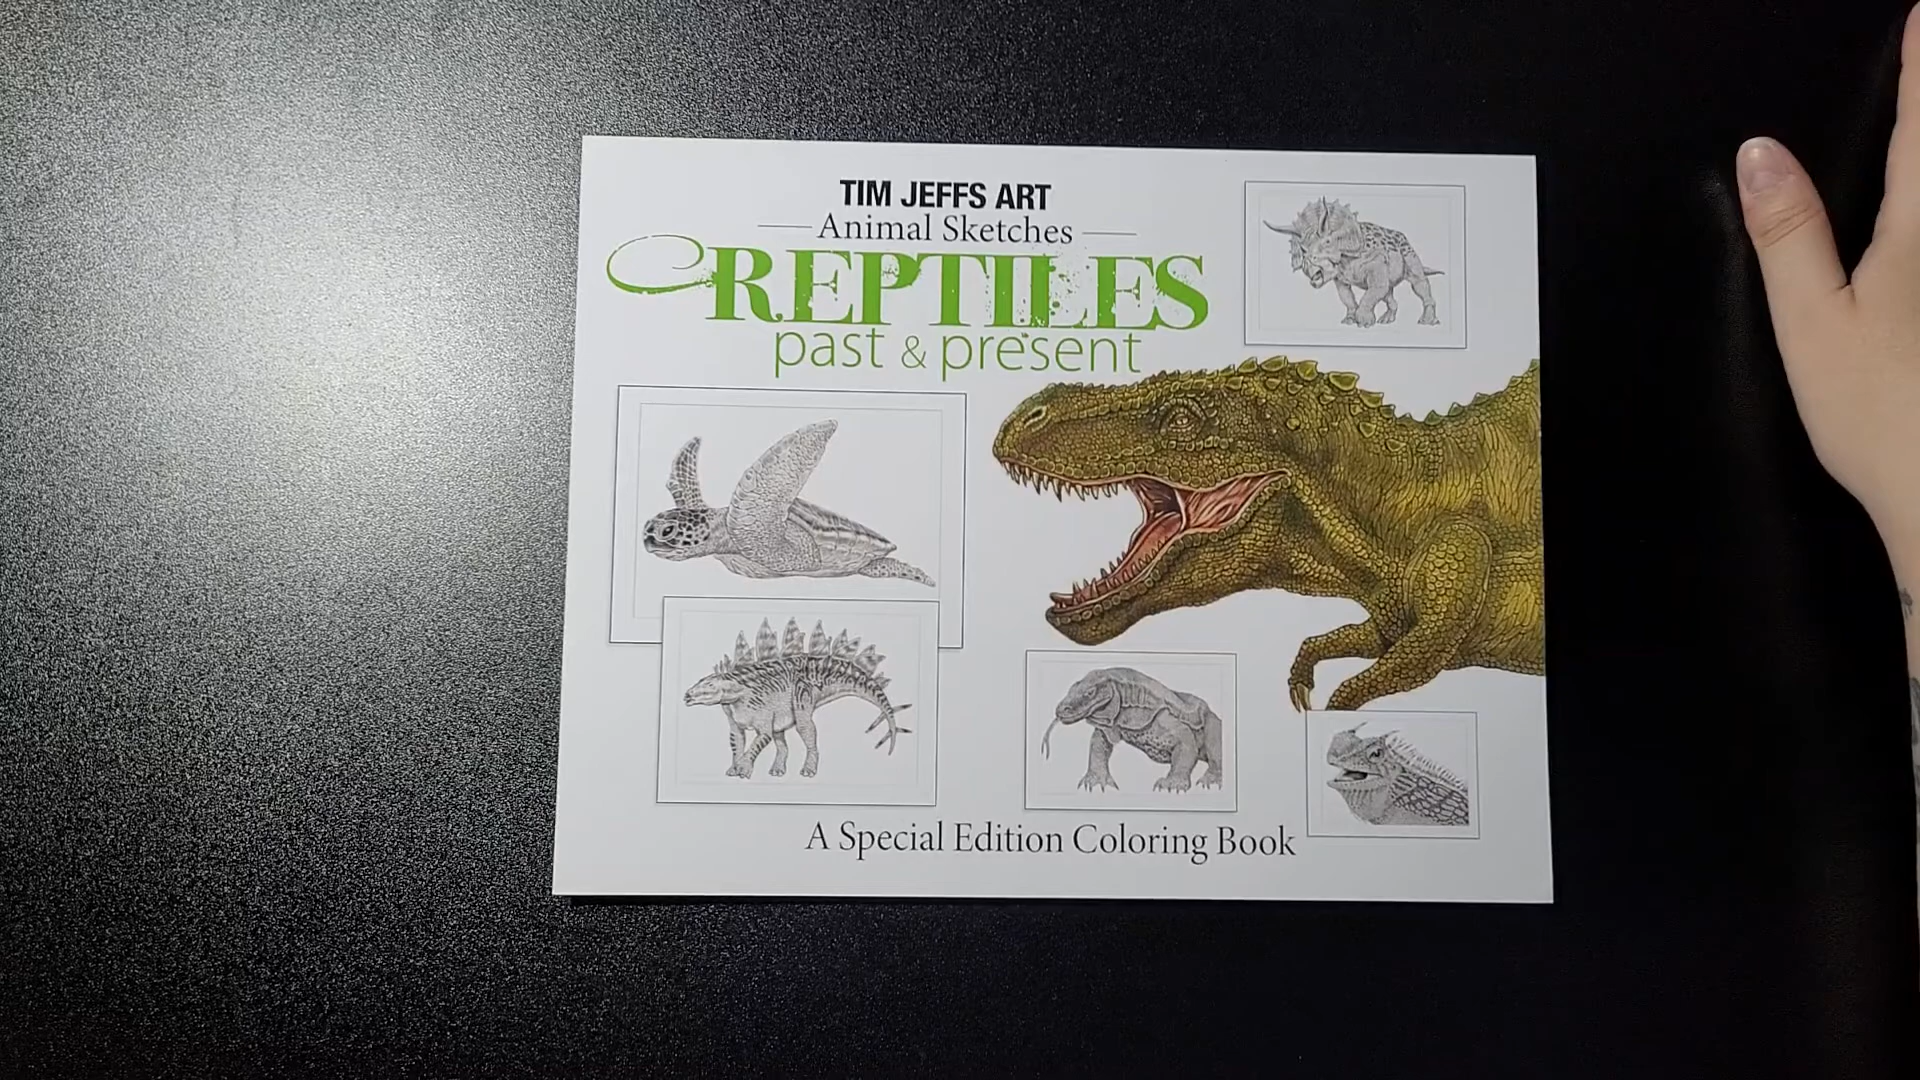 TIM JEFFS ART
Animal Sketches
REPTILES
past & present
A Special Edition Coloring Book